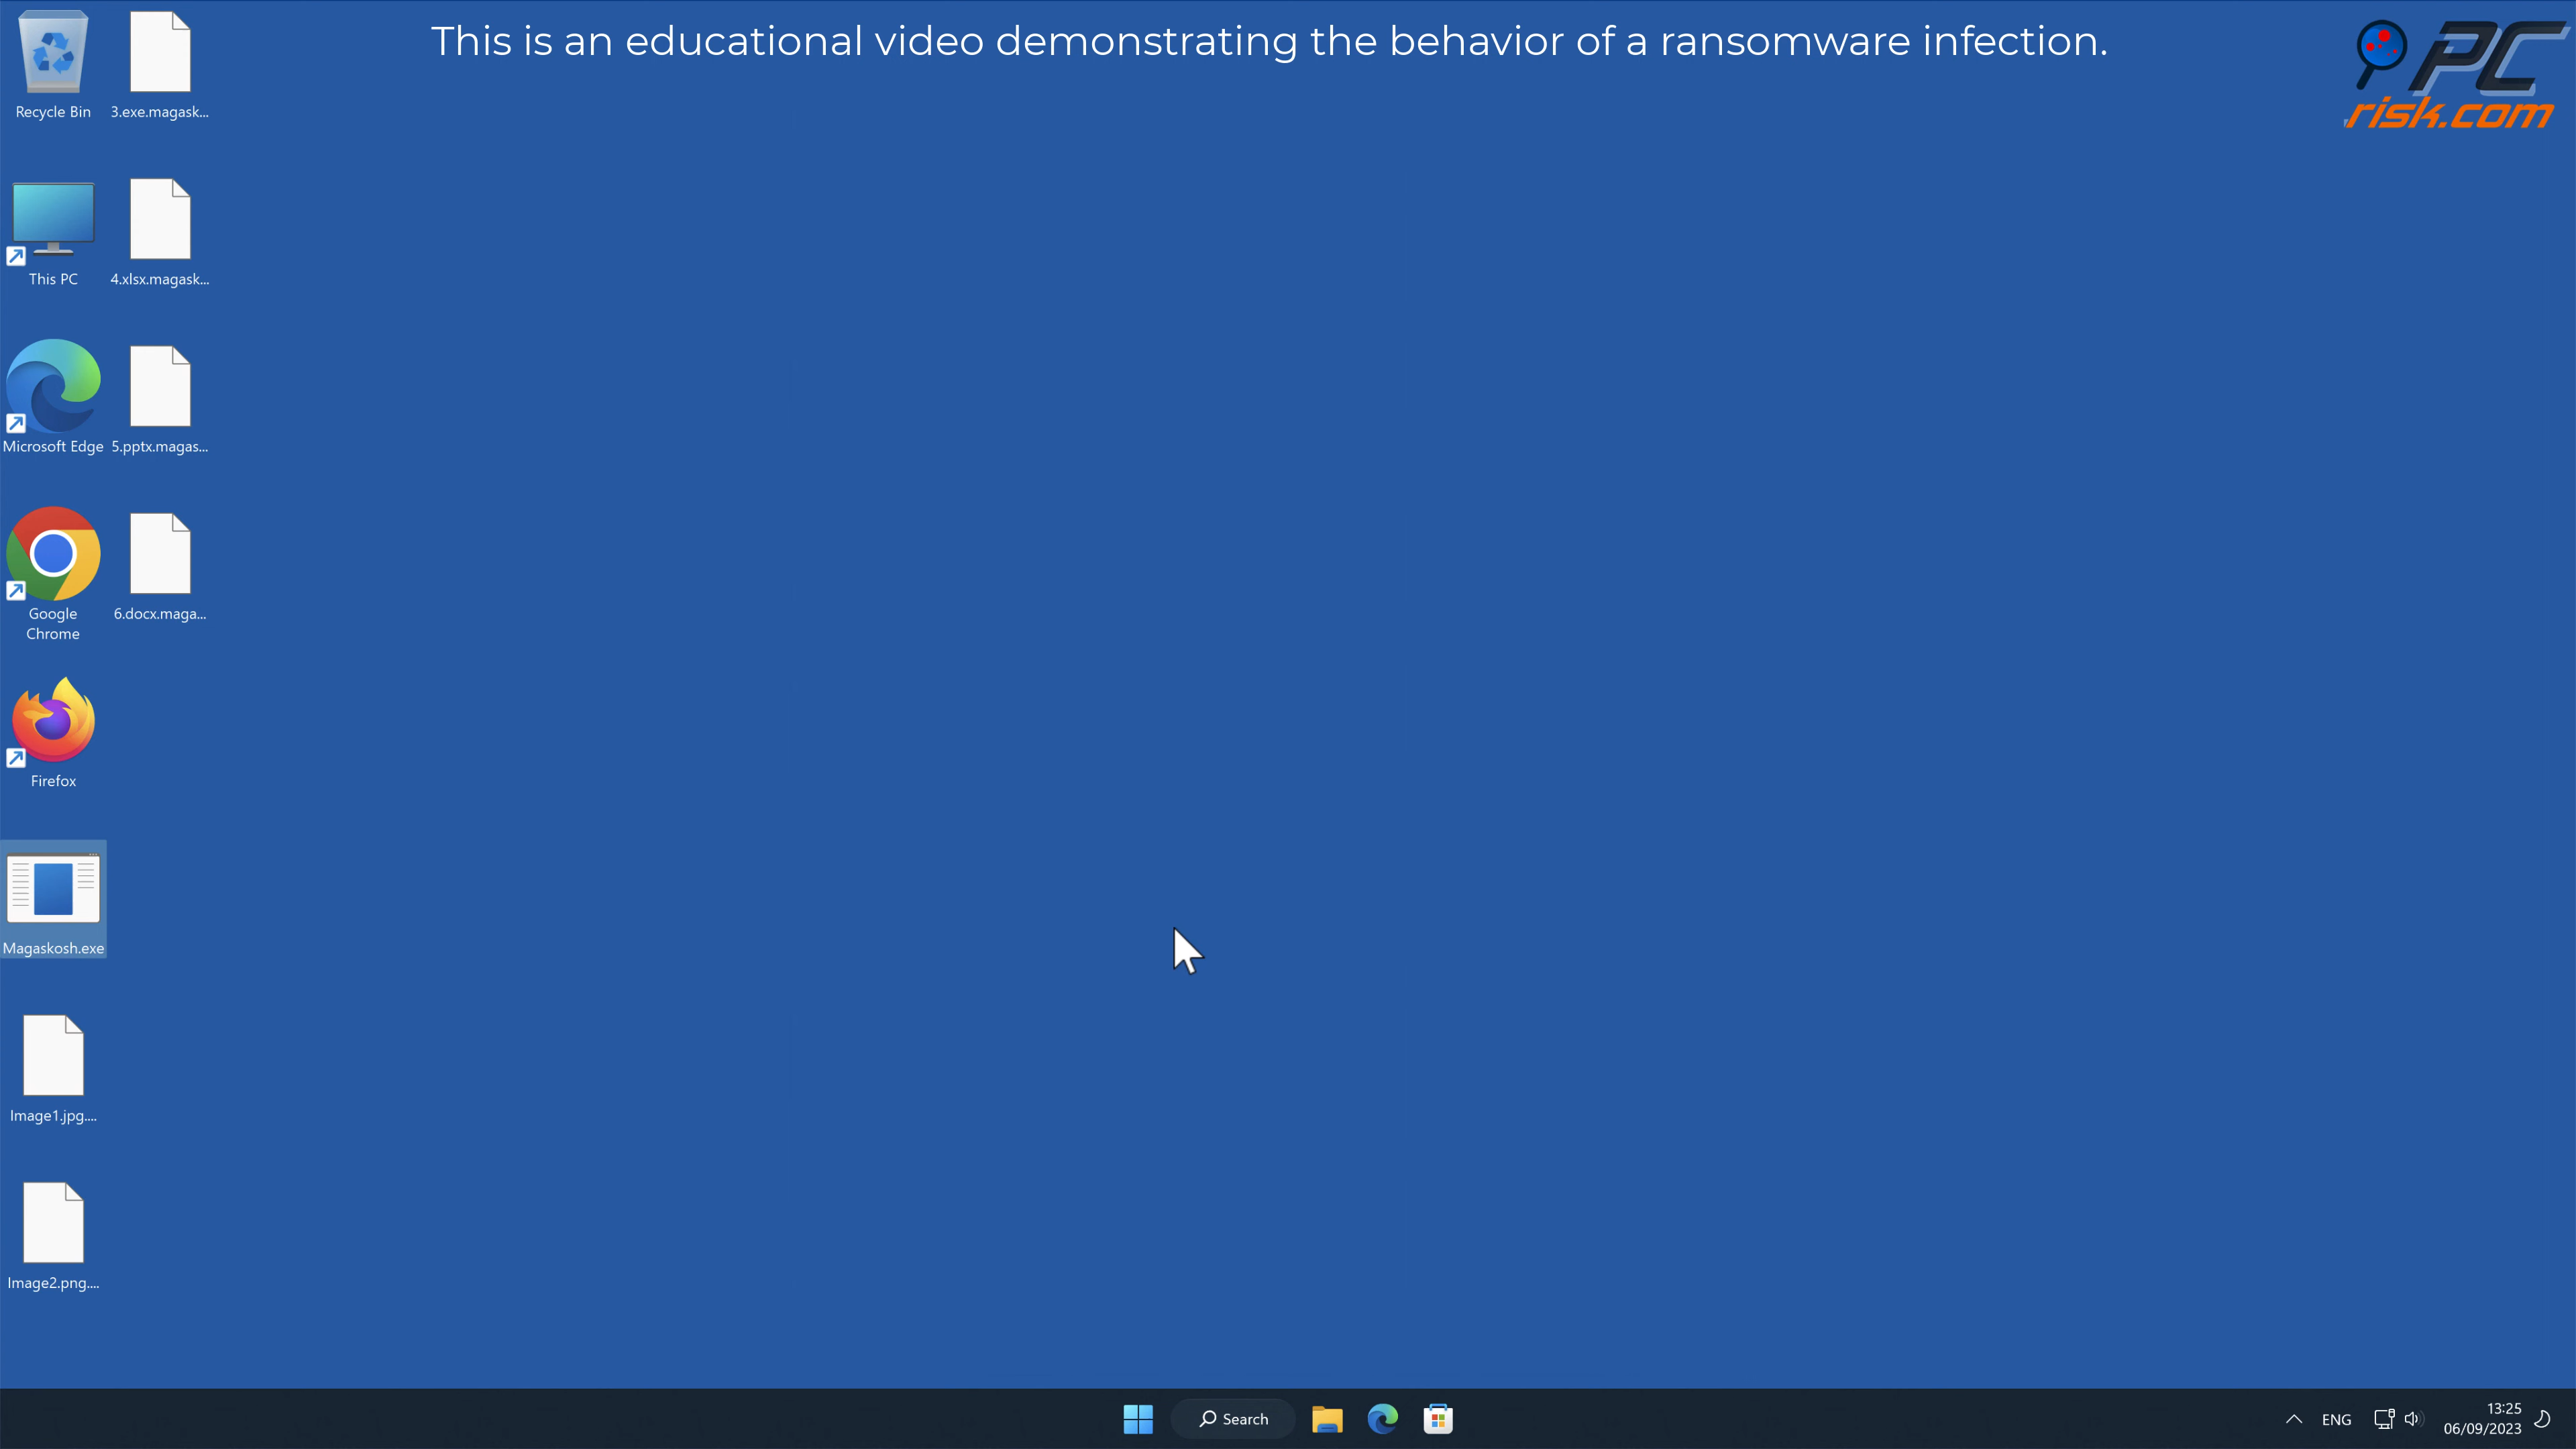 This is an educational video demonstrating the behavior of a ransomware infection.
PC
risk.com
Recycle Bin
3.exe.magask...
This PC
4.xlsx.magask...
Microsoft Edge
5.pptx.magas...
Google
Chrome
6.docx.maga...
Firefox
Magaskosh.exe
Image1.jpg....
Image2.png....
Search
ENG
13:25
06/09/2023